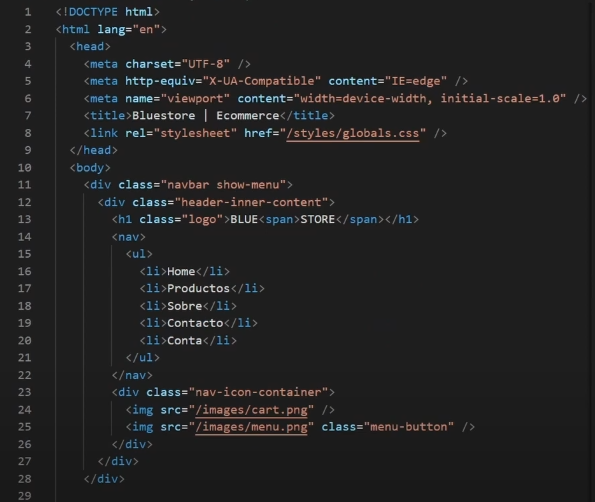 1 <!DOCTYPE html>
2 <html lang="en">
3 <head>
4 <meta charset="UTF-8" />
5 <meta http-equiv="X-UA-Compatible" content="IE=edge" />
6 <meta name="viewport" content="width=device-width, initial-scale=1.0" />
7 <title>Bluestore | Ecommerce</title>
8 <link rel="stylesheet" href="/styles/globals.css" />
9 </head>
10 <body>
11 <div class="navbar show-menu">
12 <div class="header-inner-content">
13 <h1 class="logo">BLUE<span>STORE</span></h1>
14 <nav>
15 <ul>
16 <li>Home</li>
17 <li>Productos</li>
18 <li>Sobre</li>
19 <li>Contacto</li>
20 <li>Conta</li>
21 </ul>
22 </nav>
23 <div class="nav-icon-container">
24 <img src="/images/cart.png" />
25 <img src="/images/menu.png" class="menu-button" />
26 </div>
27 </div>
28 </div>
29